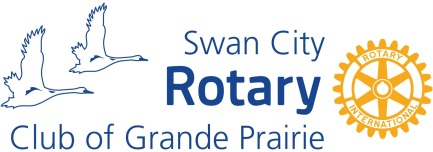 Swan City
Rotary
Club of Grande Prairie
ROTARY
INTERNATIONAL